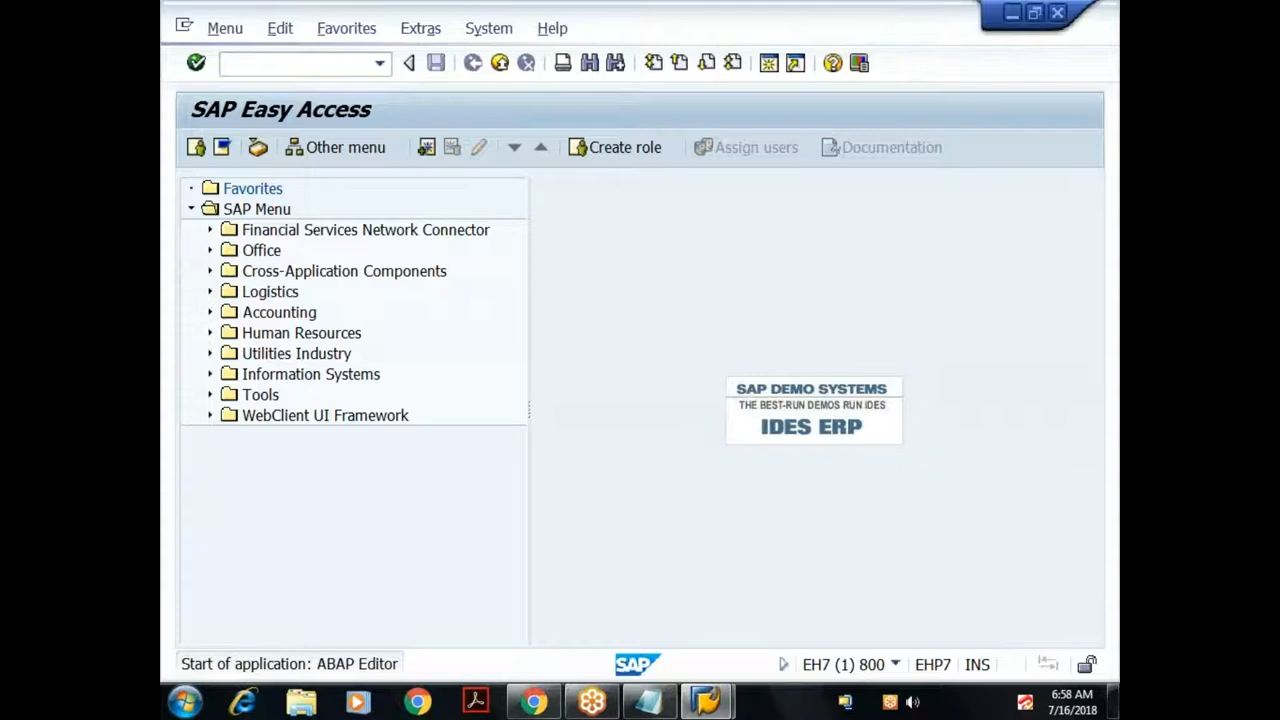 Menu Edit Favorites Extras System Help
SAP Easy Access
Other menu Create role Assign users Documentation
Favorites
SAP Menu
Financial Services Network Connector
Office
Cross-Application Components
Logistics
Accounting
Human Resources
Utilities Industry
Information Systems
Tools
WebClient UI Framework
SAP DEMO SYSTEMS
THE BEST-RUN DEMOS RUN IDES
IDES ERP
Start of application: ABAP Editor SAP EH7 (1) 800 EHP7 INS
6:58 AM
7/16/2018